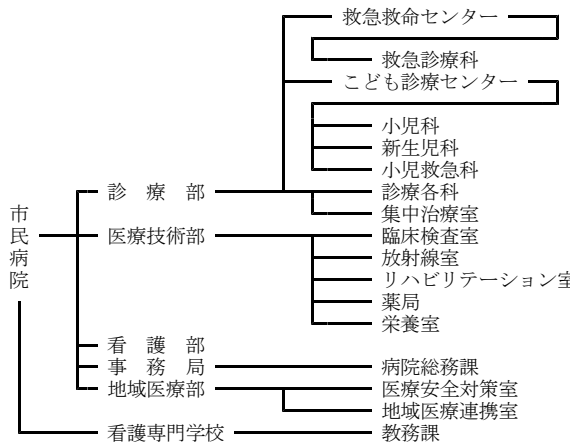 救急救命センター
救急診療科
こども診療センター
小児科
新生児科
小児救急科
診療部 診療各科
集中治療室
市民病院
医療技術部 臨床検査室
放射線室
リハビリテーション室
薬局
栄養室
看護部
事務局 病院総務課
地域医療部 医療安全対策室
地域医療連携室
看護専門学校 教務課